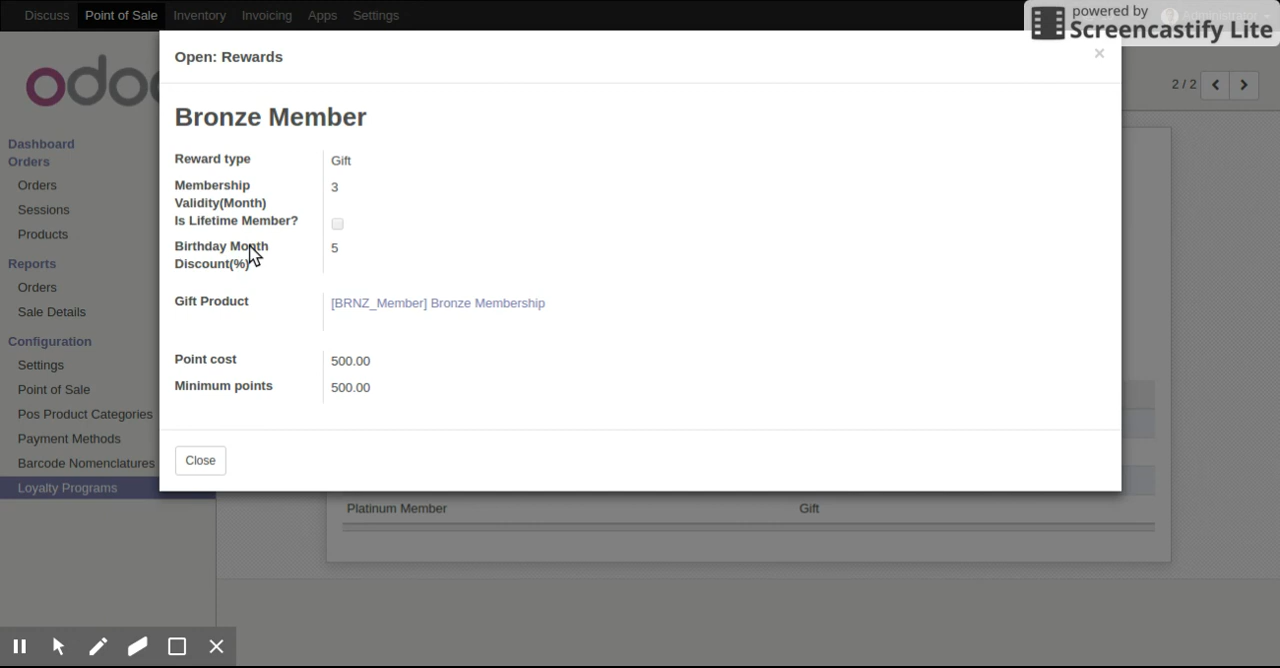 Discuss Point of Sale Inventory Invoicing Apps Settings
powered by
Screencastify Lite
Open: Rewards
×
odoo
2 / 2
Bronze Member
Reward type Gift
Membership Validity(Month) 3
Is Lifetime Member?
Birthday Month Discount(%) 5
Gift Product [BRNZ_Member] Bronze Membership
Point cost 500.00
Minimum points 500.00
Close
Dashboard
Orders
Orders
Sessions
Products
Reports
Orders
Sale Details
Configuration
Settings
Point of Sale
Pos Product Categories
Payment Methods
Barcode Nomenclatures
Loyalty Programs
Platinum Member Gift